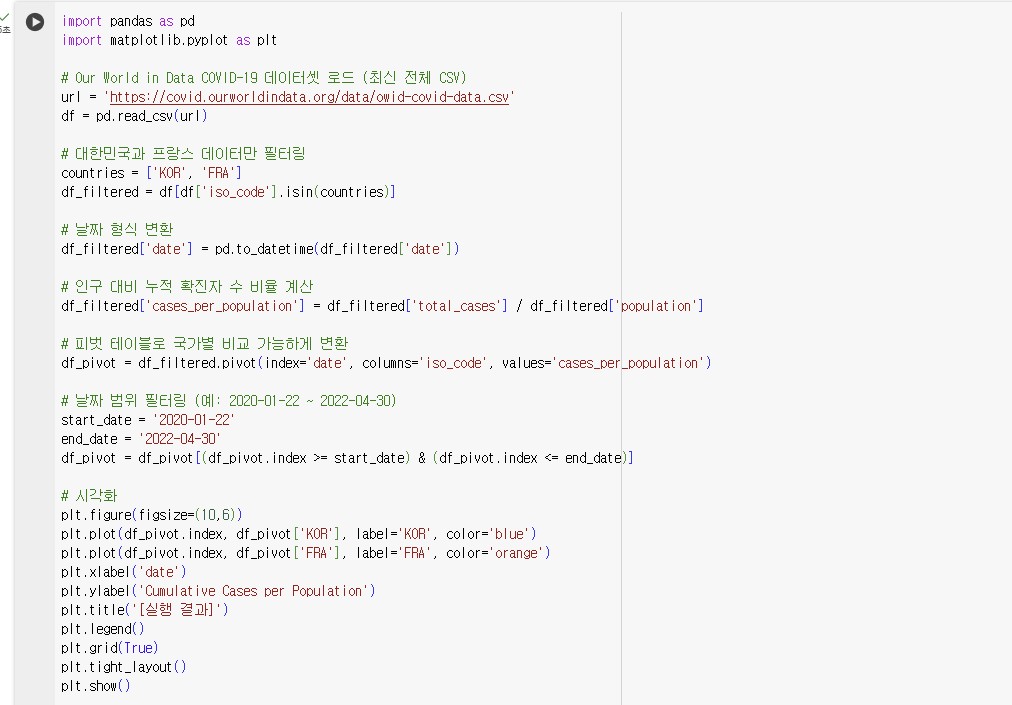 import pandas as pd
import matplotlib.pyplot as plt
# Our World in Data COVID-19 데이터셋 로드 (최신 전체 CSV)
url = 'https://covid.ourworldindata.org/data/owid-covid-data.csv'
df = pd.read_csv(url)
# 대한민국과 프랑스 데이터만 필터링
countries = ['KOR', 'FRA']
df_filtered = df[df['iso_code'].isin(countries)]
# 날짜 형식 변환
df_filtered['date'] = pd.to_datetime(df_filtered['date'])
# 인구 대비 누적 확진자 수 비율 계산
df_filtered['cases_per_population'] = df_filtered['total_cases'] / df_filtered['population']
# 피벗 테이블로 국가별 비교 가능하게 변환
df_pivot = df_filtered.pivot(index='date', columns='iso_code', values='cases_per_population')
# 날짜 범위 필터링 (예: 2020-01-22 ~ 2022-04-30)
start_date = '2020-01-22'
end_date = '2022-04-30'
df_pivot = df_pivot[(df_pivot.index >= start_date) & (df_pivot.index <= end_date)]
# 시각화
plt.figure(figsize=(10,6))
plt.plot(df_pivot.index, df_pivot['KOR'], label='KOR', color='blue')
plt.plot(df_pivot.index, df_pivot['FRA'], label='FRA', color='orange')
plt.xlabel('date')
plt.ylabel('Cumulative Cases per Population')
plt.title('[실행 결과]')
plt.legend()
plt.grid(True)
plt.tight_layout()
plt.show()